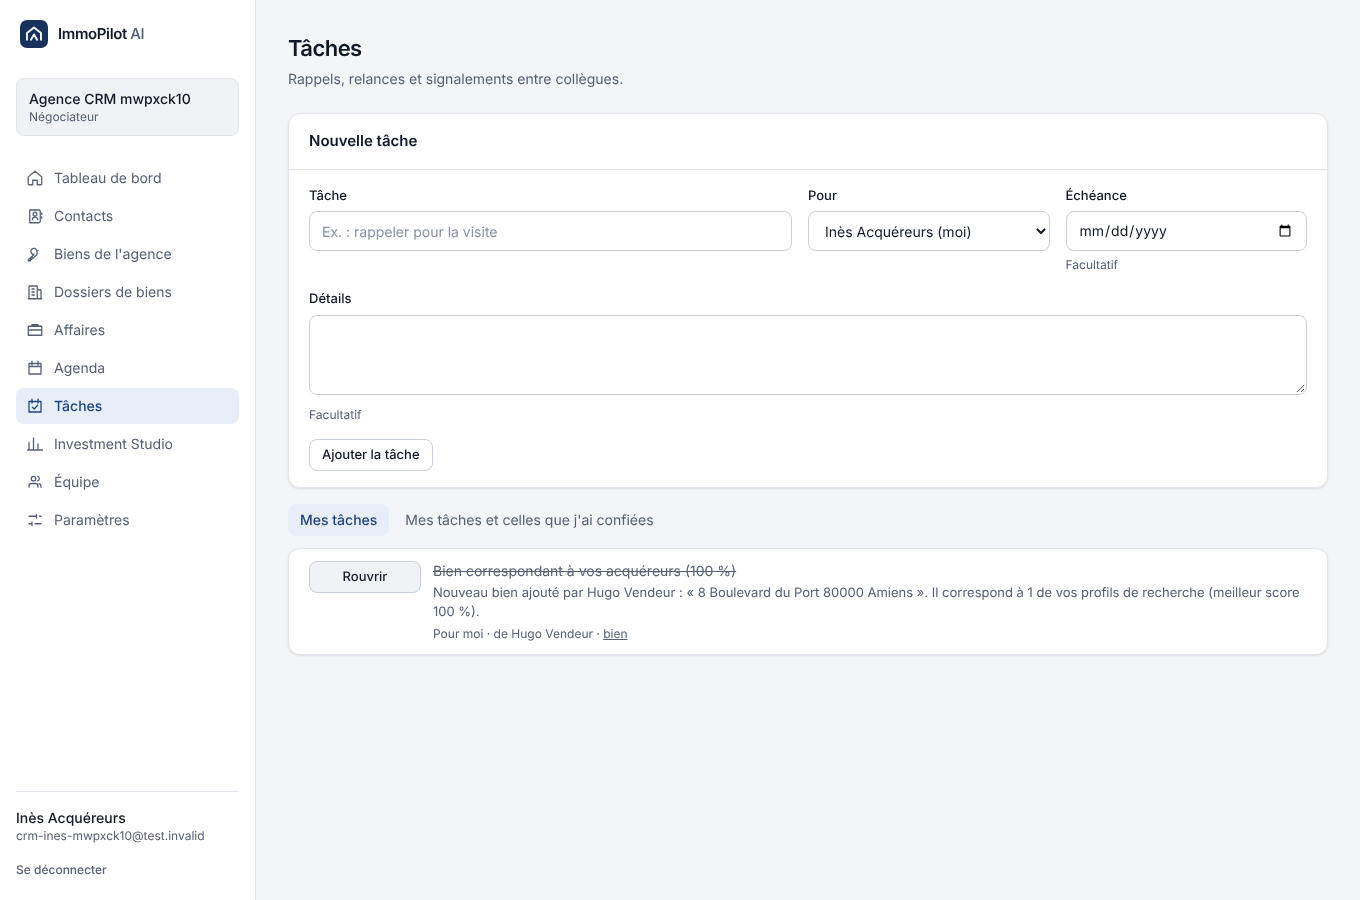 ImmoPilot AI
Agence CRM mwpxck10
Négociateur
Tableau de bord
Contacts
Biens de l'agence
Dossiers de biens
Affaires
Agenda
Tâches
Investment Studio
Équipe
Paramètres
Inès Acquéreurs
crm-ines-mwpxck10@test.invalid
Se déconnecter
Tâches
Rappels, relances et signalements entre collègues.
Nouvelle tâche
Tâche
Ex. : rappeler pour la visite
Pour
Inès Acquéreurs (moi)
Échéance
mm/dd/yyyy
Facultatif
Détails
Facultatif
Ajouter la tâche
Mes tâches
Mes tâches et celles que j'ai confiées
Rouvrir
Bien correspondant à vos acquéreurs (100 %)
Nouveau bien ajouté par Hugo Vendeur : « 8 Boulevard du Port 80000 Amiens ». Il correspond à 1 de vos profils de recherche (meilleur score
100 %).
Pour moi · de Hugo Vendeur · bien